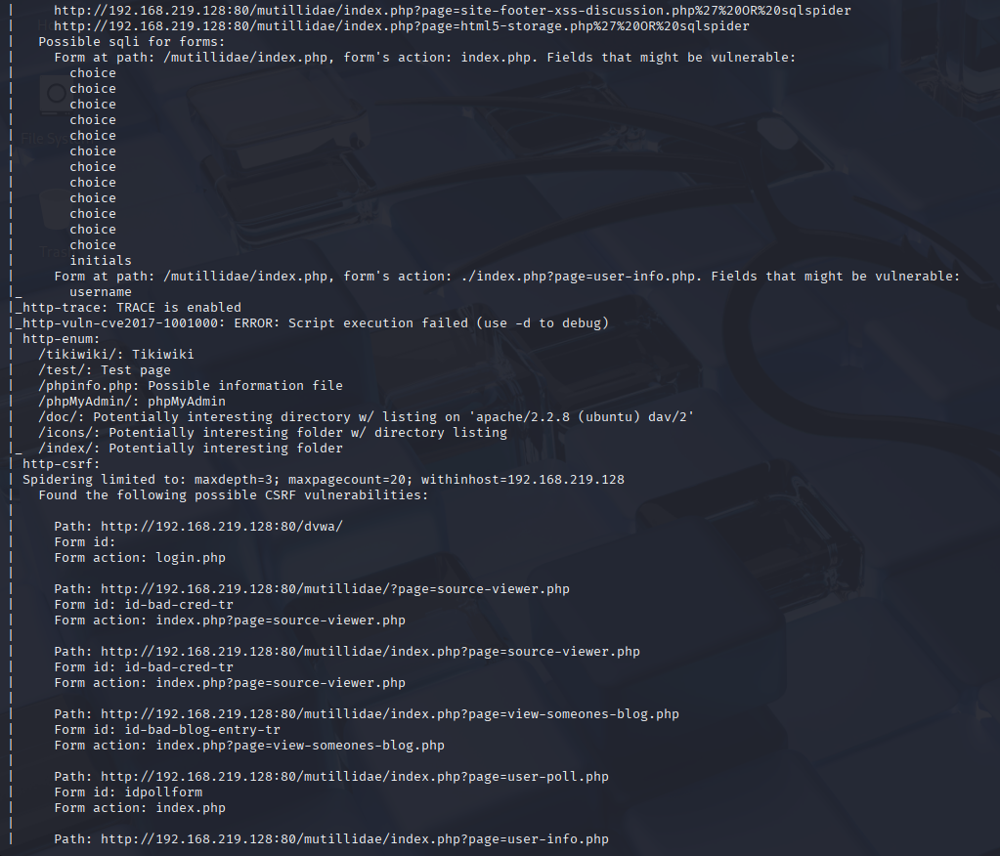 |     http://192.168.219.128:80/mutillidae/index.php?page=site-footer-xss-discussion.php%27%20OR%20sqlspider
|     http://192.168.219.128:80/mutillidae/index.php?page=html5-storage.php%27%20OR%20sqlspider
|   Possible sqli for forms:
|     Form at path: /mutillidae/index.php, form's action: index.php. Fields that might be vulnerable:
|       choice
|       choice
|       choice
|       choice
|       choice
|       choice
|       choice
|       choice
|       choice
|       choice
|       choice
|       choice
|       initials
|     Form at path: /mutillidae/index.php, form's action: ./index.php?page=user-info.php. Fields that might be vulnerable:
|_      username
|_http-trace: TRACE is enabled
|_http-vuln-cve2017-1001000: ERROR: Script execution failed (use -d to debug)
| http-enum:
|   /tikiwiki/: Tikiwiki
|   /test/: Test page
|   /phpinfo.php: Possible information file
|   /phpMyAdmin/: phpMyAdmin
|   /doc/: Potentially interesting directory w/ listing on 'apache/2.2.8 (ubuntu) dav/2'
|   /icons/: Potentially interesting folder w/ directory listing
|_  /index/: Potentially interesting folder
| http-csrf:
| Spidering limited to: maxdepth=3; maxpagecount=20; withinhost=192.168.219.128
|   Found the following possible CSRF vulnerabilities:
|
|     Path: http://192.168.219.128:80/dvwa/
|     Form id:
|     Form action: login.php
|
|     Path: http://192.168.219.128:80/mutillidae/?page=source-viewer.php
|     Form id: id-bad-cred-tr
|     Form action: index.php?page=source-viewer.php
|
|     Path: http://192.168.219.128:80/mutillidae/index.php?page=source-viewer.php
|     Form id: id-bad-cred-tr
|     Form action: index.php?page=source-viewer.php
|
|     Path: http://192.168.219.128:80/mutillidae/index.php?page=view-someones-blog.php
|     Form id: id-bad-blog-entry-tr
|     Form action: index.php?page=view-someones-blog.php
|
|     Path: http://192.168.219.128:80/mutillidae/index.php?page=user-poll.php
|     Form id: idpollform
|     Form action: index.php
|
|     Path: http://192.168.219.128:80/mutillidae/index.php?page=user-info.php